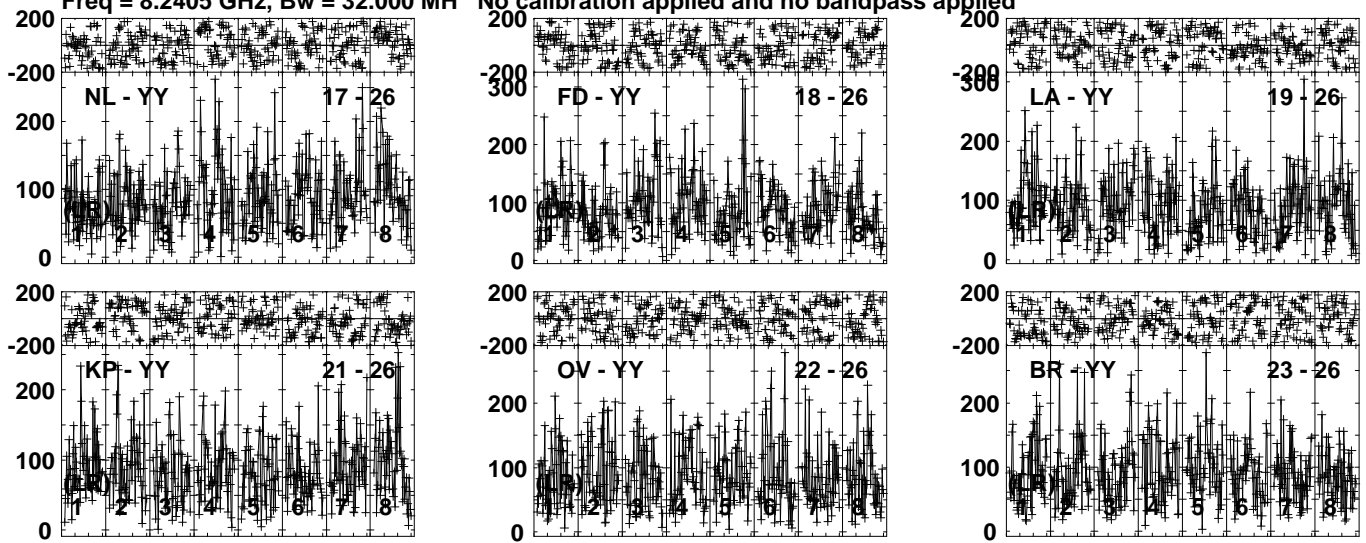 Freq = 8.2405 GHz, Bw = 32.000 MH No calibration applied and no bandpass applied
200 200 200
-200 -200 -200
300 300
NL - YY 17 - 26 FD - YY 18 - 26 LA - YY 19 - 26
200 200 200
100 100 100
(LR) (LR) (LR)
1 2 3 4 5 6 7 8 1 2 3 4 5 6 7 8 1 2 3 4 5 6 7 8
0 0 0
200 200 200
-200 -200 -200
KP - YY 21 - 26 OV - YY 22 - 26 BR - YY 23 - 26
200 200 200
100 100 100
(LR) (LR) (LR)
1 2 3 4 5 6 7 8 1 2 3 4 5 6 7 8 1 2 3 4 5 6 7 8
0 0 0